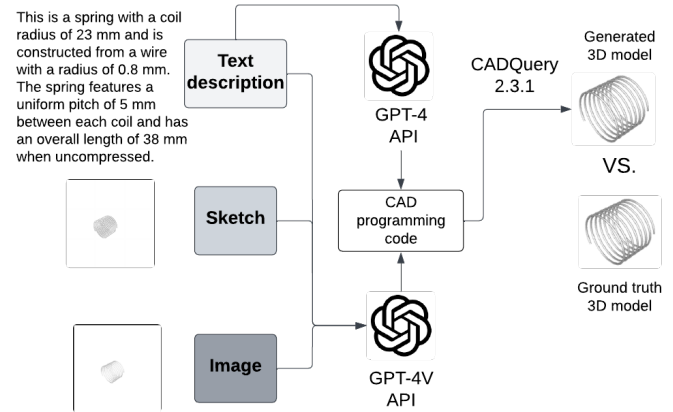 This is a spring with a coil
radius of 23 mm and is
constructed from a wire
with a radius of 0.8 mm.
The spring features a
uniform pitch of 5 mm
between each coil and has
an overall length of 38 mm
when uncompressed.
Text
description
Sketch
Image
GPT-4
API
CAD
programming
code
GPT-4V
API
CADQuery
2.3.1
Generated
3D model
VS.
Ground truth
3D model